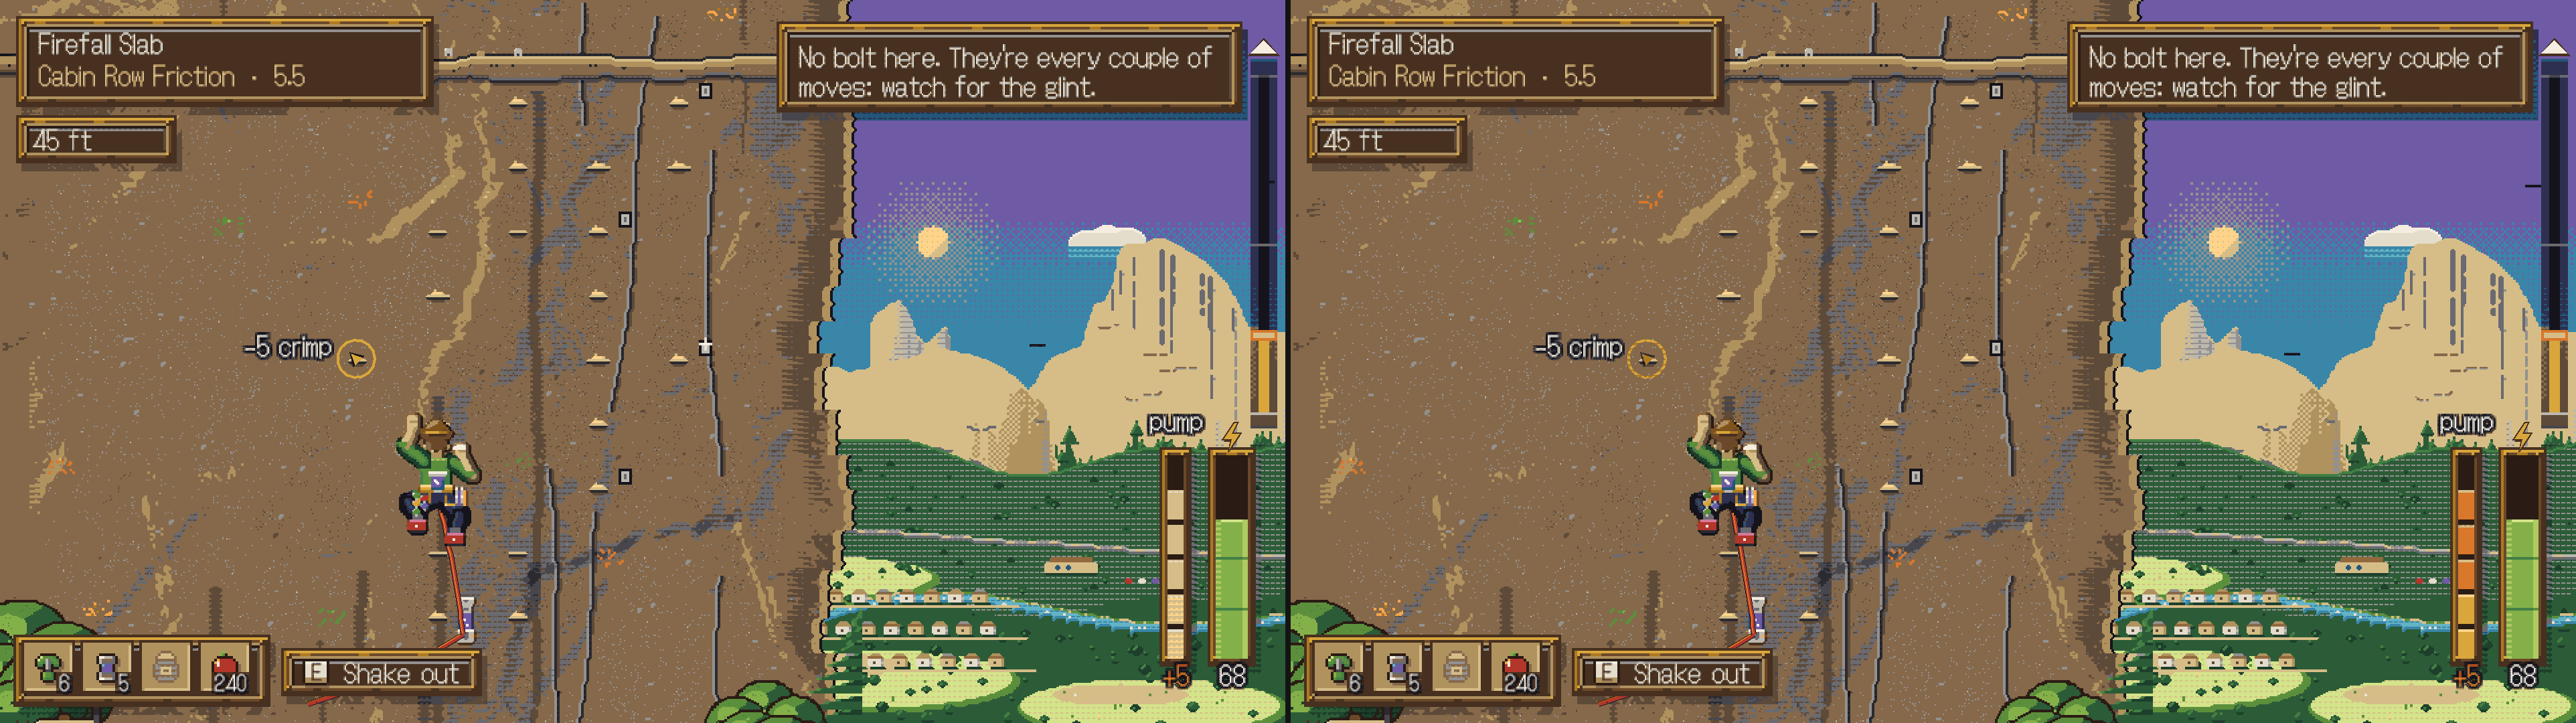 Firefall Slab
Cabin Row Friction · 5.5
45 ft
No bolt here. They're every couple of
moves: watch for the glint.
-5 crimp
pump
+5
68
6
5
240
E Shake out
Firefall Slab
Cabin Row Friction · 5.5
45 ft
No bolt here. They're every couple of
moves: watch for the glint.
-5 crimp
pump
+5
68
6
5
240
E Shake out